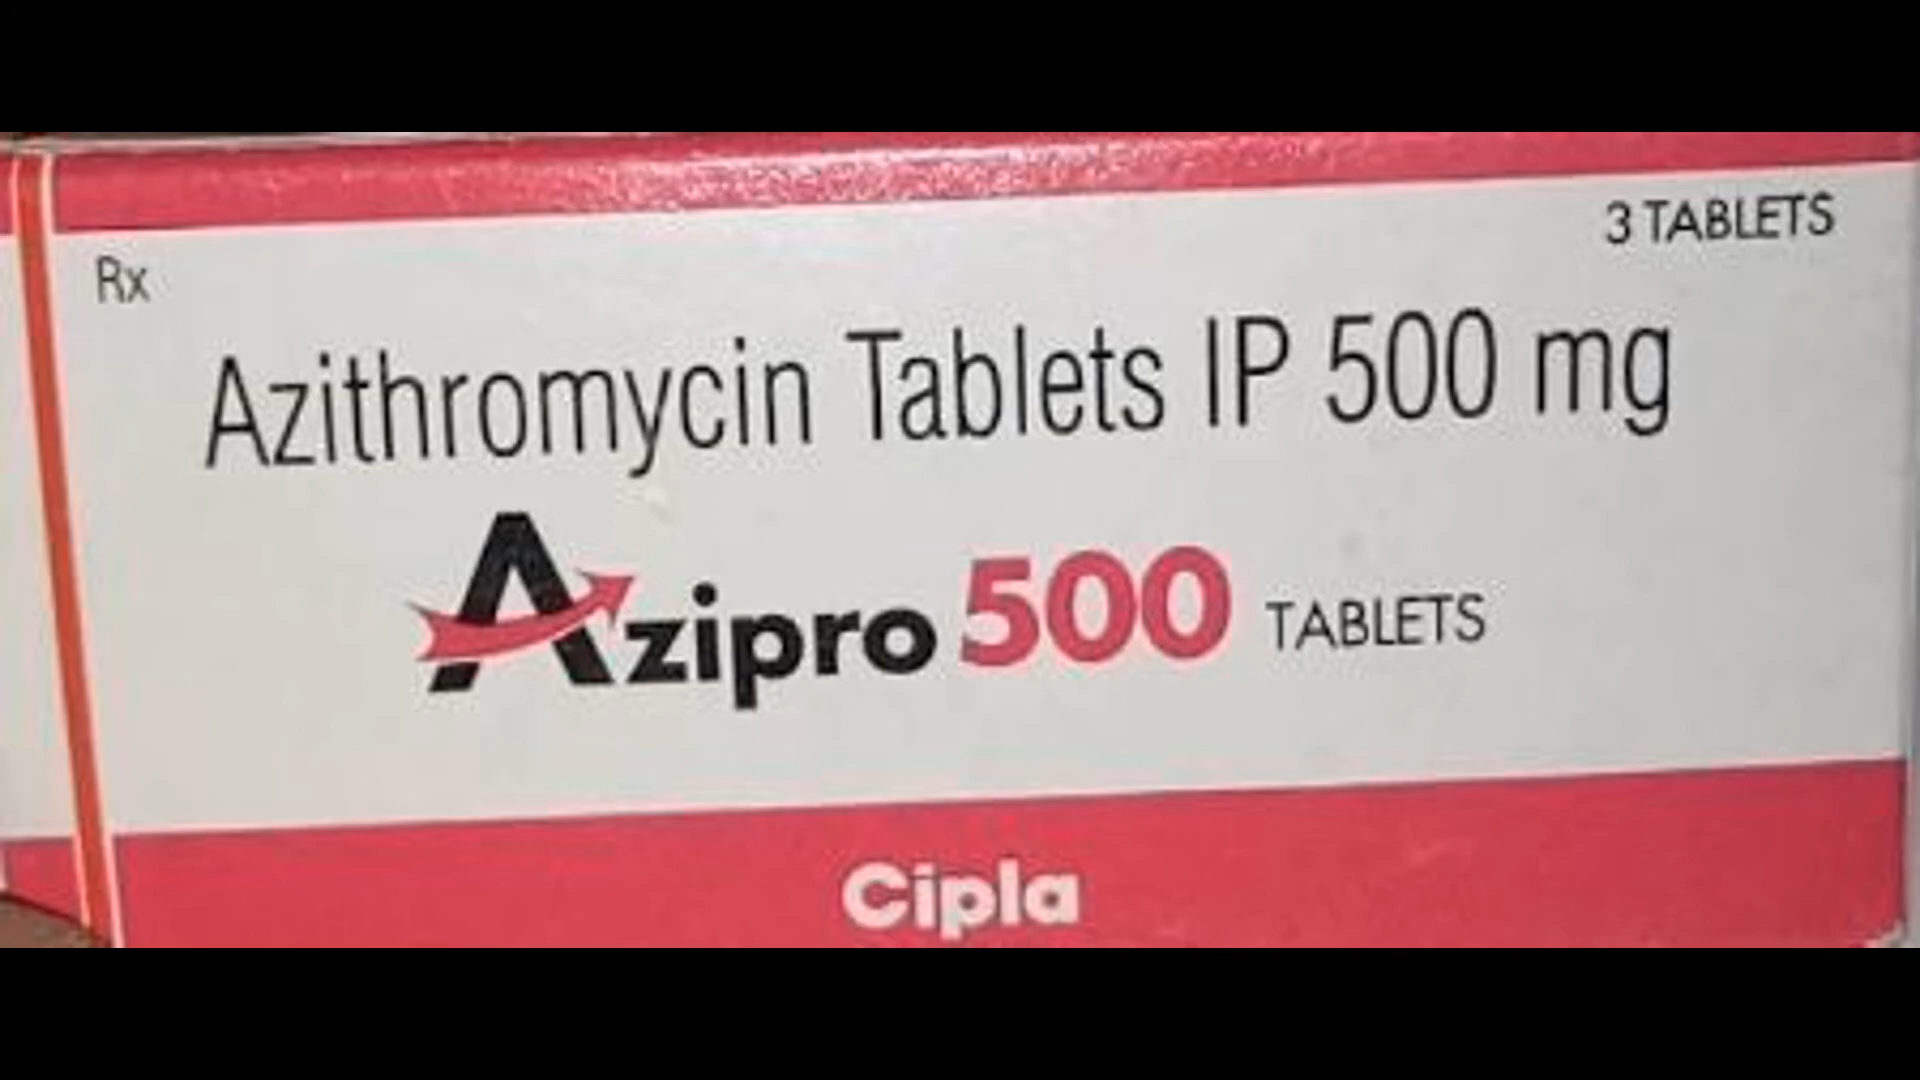 3 TABLETS
Rx
Azithromycin Tablets IP 500 mg
Azipro 500 TABLETS
Cipla